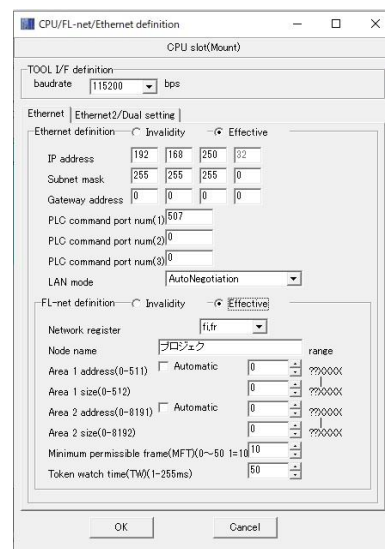 CPU/FL-net/Ethernet definition
CPU slot(Mount)
TOOL I/F definition
baudrate 115200 bps
Ethernet Ethernet2/Dual setting
Ethernet definition Invalidity Effective
IP address 192 168 250 32
Subnet mask 255 255 255 0
Gateway address 0 0 0 0
PLC command port num(1) 507
PLC command port num(2) 0
PLC command port num(3) 0
LAN mode AutoNegotiation
FL-net definition Invalidity Effective
Network register fi,fr
Node name プロジェク range
Area 1 address(0-511) Automatic 0 ??XXXX
Area 1 size(0-512) 0 ??XXXX
Area 2 address(0-8191) Automatic 0 ??XXXX
Area 2 size(0-8192) 0 ??XXXX
Minimum permissible frame(MFT)(0～50 1=10 10
Token watch time(TW)(1-255ms) 50
OK Cancel